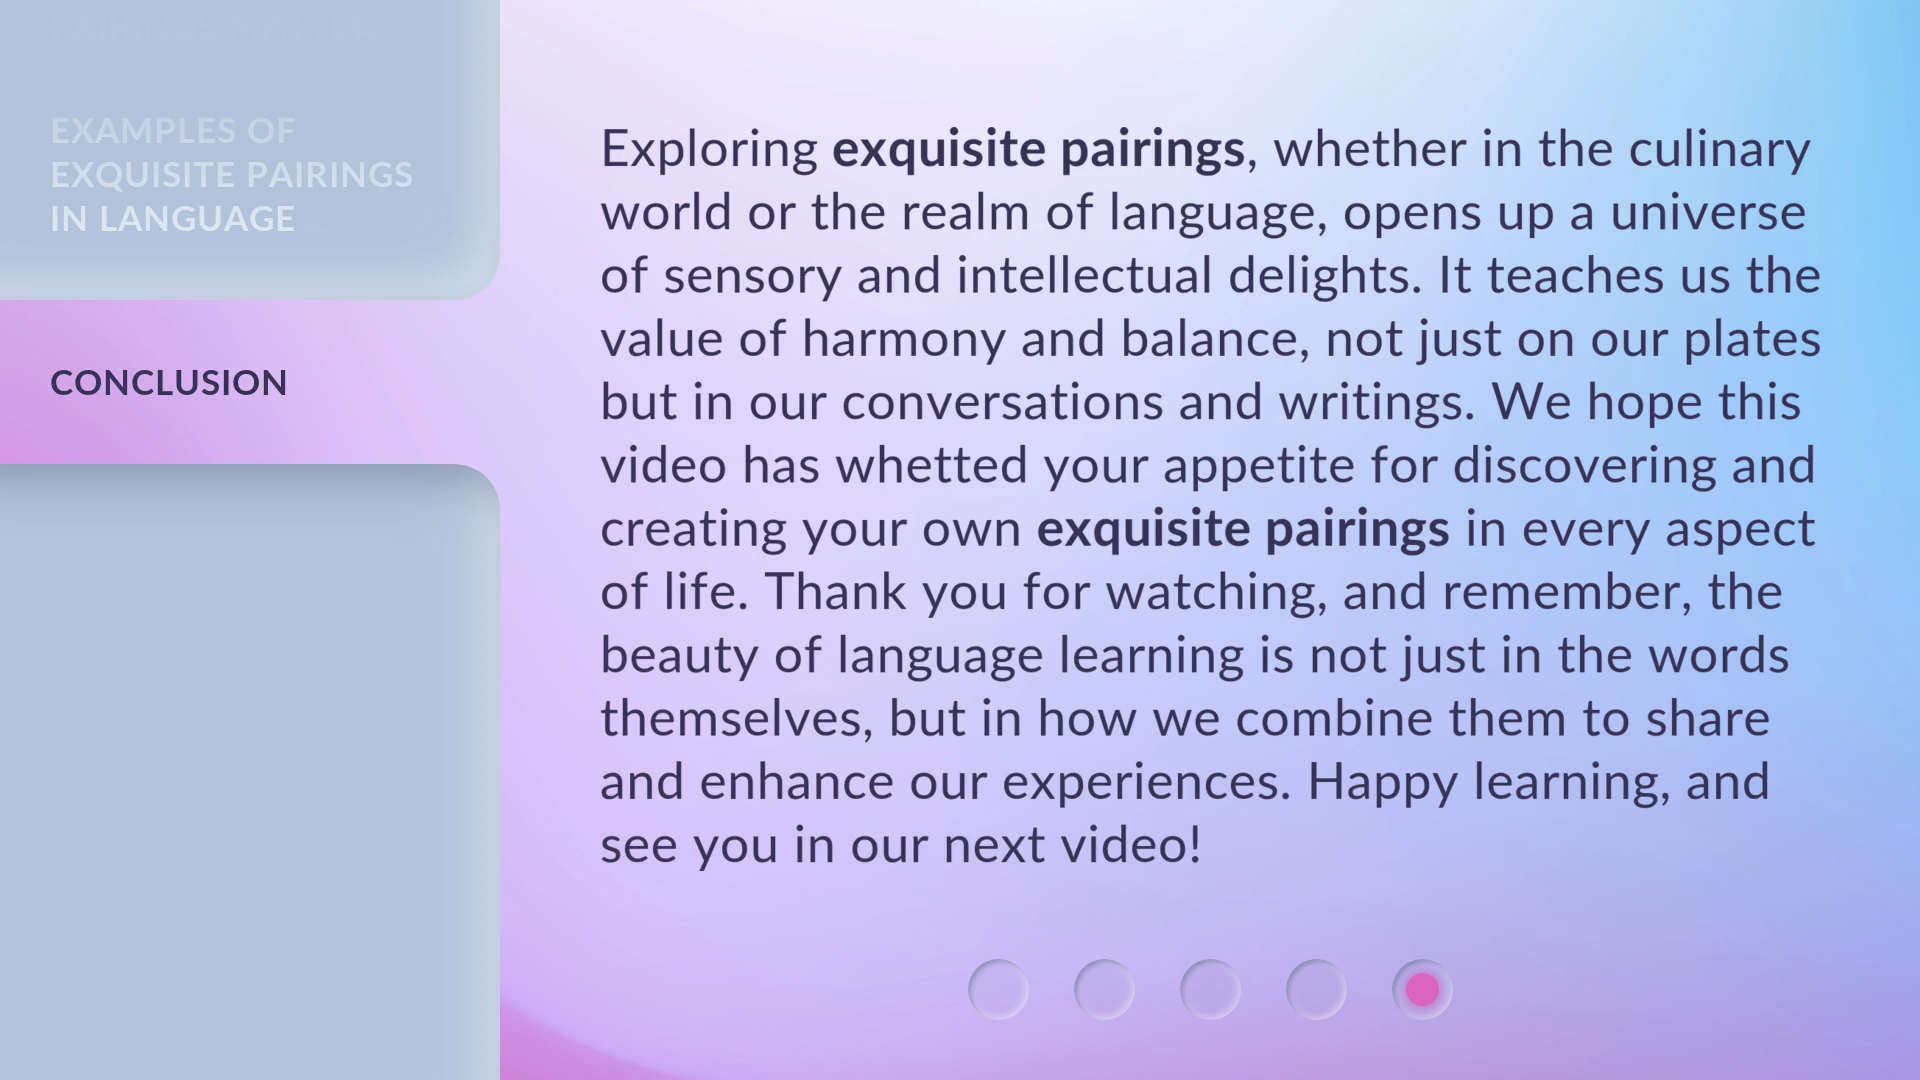 PAIRINGS MATTER
EXAMPLES OF
EXQUISITE PAIRINGS
IN LANGUAGE
CONCLUSION
Exploring exquisite pairings, whether in the culinary
world or the realm of language, opens up a universe
of sensory and intellectual delights. It teaches us the
value of harmony and balance, not just on our plates
but in our conversations and writings. We hope this
video has whetted your appetite for discovering and
creating your own exquisite pairings in every aspect
of life. Thank you for watching, and remember, the
beauty of language learning is not just in the words
themselves, but in how we combine them to share
and enhance our experiences. Happy learning, and
see you in our next video!